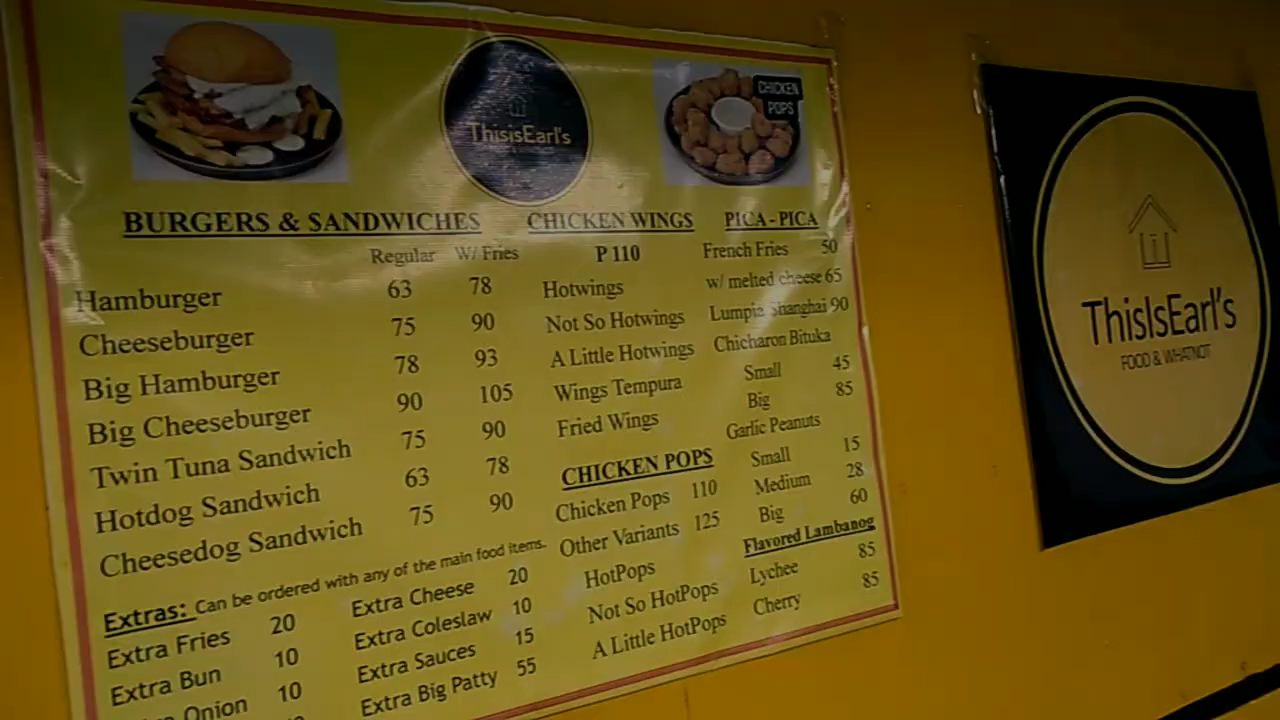 ThisisEarl's
CHICKEN
POPS
BURGERS & SANDWICHES
Regular W/ Fries
Hamburger 63 78
Cheeseburger 75 90
Big Hamburger 78 93
Big Cheeseburger 90 105
Twin Tuna Sandwich 75 90
Hotdog Sandwich 63 78
Cheesedog Sandwich 75 90
Extras: Can be ordered with any of the main food items.
Extra Fries 20
Extra Bun 10
Onion 10
Extra Cheese 20
Extra Coleslaw 10
Extra Sauces 15
Extra Big Patty 55
CHICKEN WINGS
P 110
Hotwings
Not So Hotwings
A Little Hotwings
Wings Tempura
Fried Wings
CHICKEN POPS
Chicken Pops 110
Other Variants 125
HotPops
Not So HotPops
A Little HotPops
PICA - PICA
French Fries 50
w/ melted cheese 65
Lumpia Shanghai 90
Chicharon Bituka
Small 45
Big 85
Garlic Peanuts
Small 15
Medium 28
Big 60
Flavored Lambanog
Lychee 85
Cherry 85
ThisIsEarl's
FOOD & WHATNOT